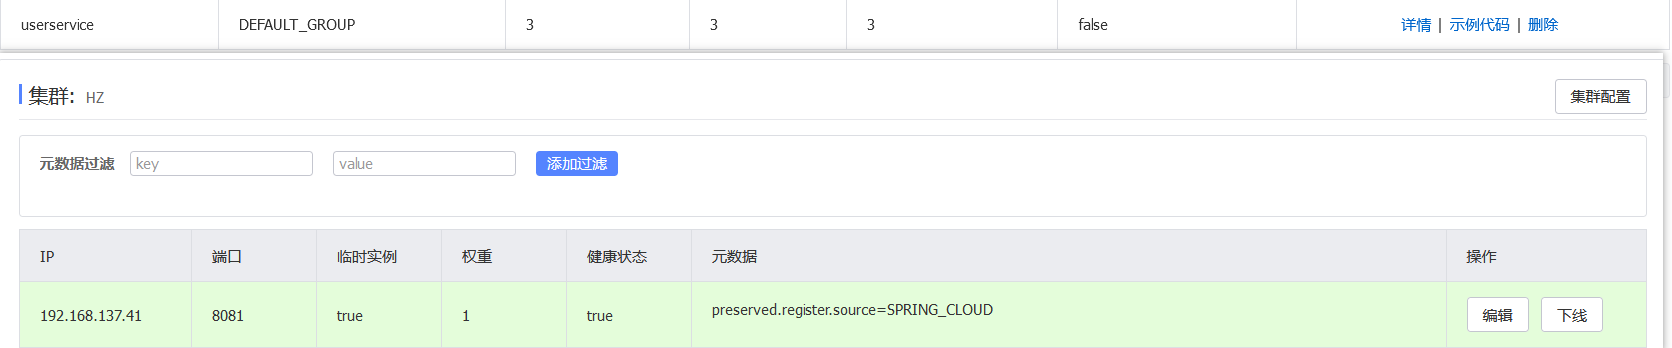 userservice DEFAULT_GROUP 3 3 3 false 详情 | 示例代码 | 删除
集群: HZ 集群配置
元数据过滤 key value 添加过滤
IP 端口 临时实例 权重 健康状态 元数据 操作
192.168.137.41 8081 true 1 true preserved.register.source=SPRING_CLOUD 编辑 下线